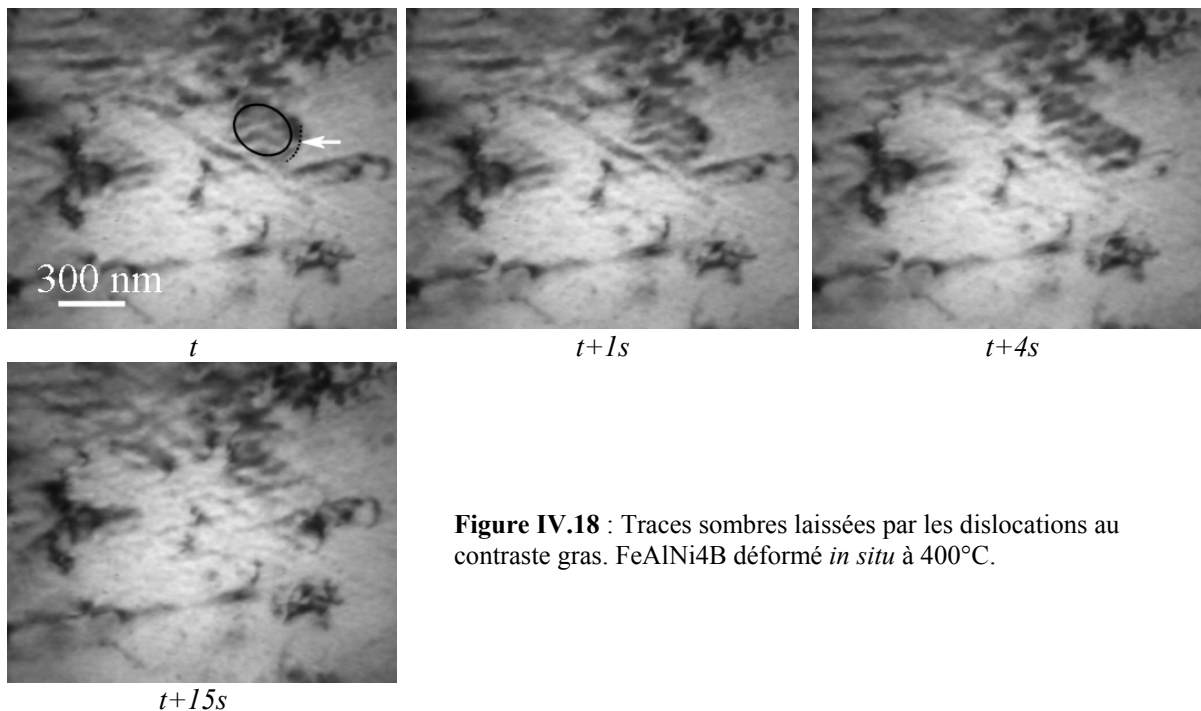 300 nm
t
t+1s
t+4s
t+15s
Figure IV.18 : Traces sombres laissées par les dislocations au
contraste gras. FeAlNi4B déformé in situ à 400°C.